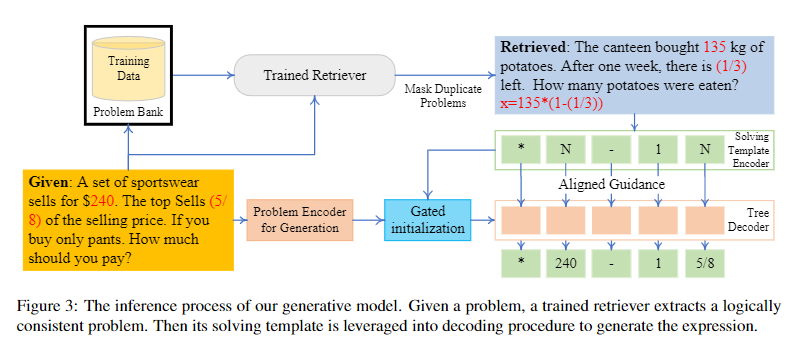 Training
Data
Problem Bank
Trained Retriever
Mask Duplicate
Problems
Retrieved: The canteen bought 135 kg of
potatoes. After one week, there is (1/3)
left. How many potatoes were eaten?
x=135*(1-(1/3))
* N - 1 N
Solving
Template
Encoder
Aligned Guidance
Given: A set of sportswear
sells for $240. The top Sells (5/
8) of the selling price. If you
buy only pants. How much
should you pay?
Problem Encoder
for Generation
Gated
initialization
Tree
Decoder
* 240 - 1 5/8
Figure 3: The inference process of our generative model. Given a problem, a trained retriever extracts a logically
consistent problem. Then its solving template is leveraged into decoding procedure to generate the expression.